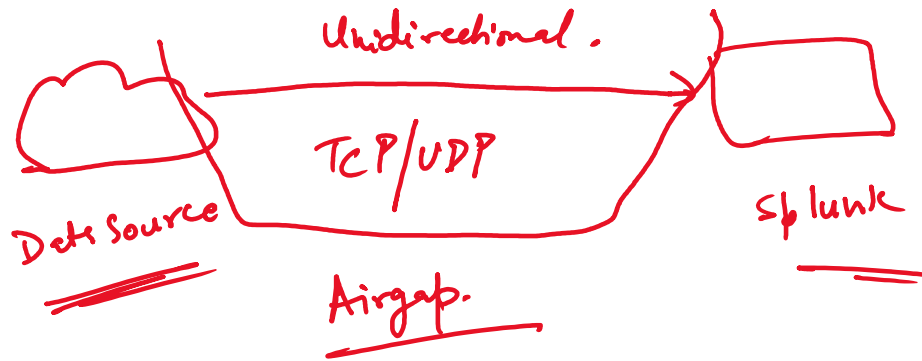 Unidirectional.
TCP/UDP
Data Source
Splunk
Airgap.